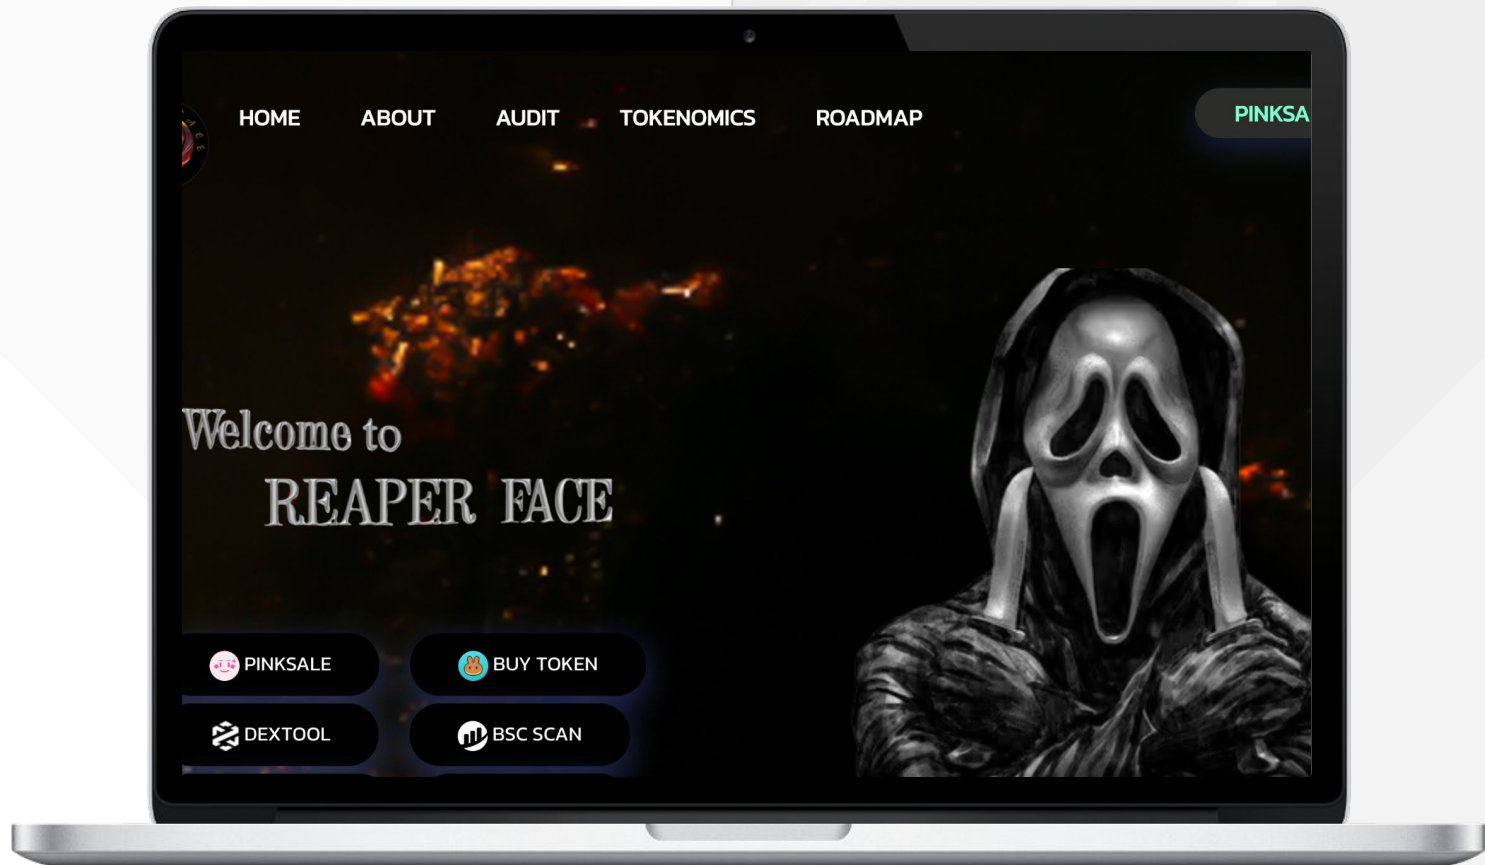 HOME ABOUT AUDIT TOKENOMICS ROADMAP PINKSA
Welcome to
REAPER FACE
PINKSALE BUY TOKEN
DEXTOOL BSC SCAN